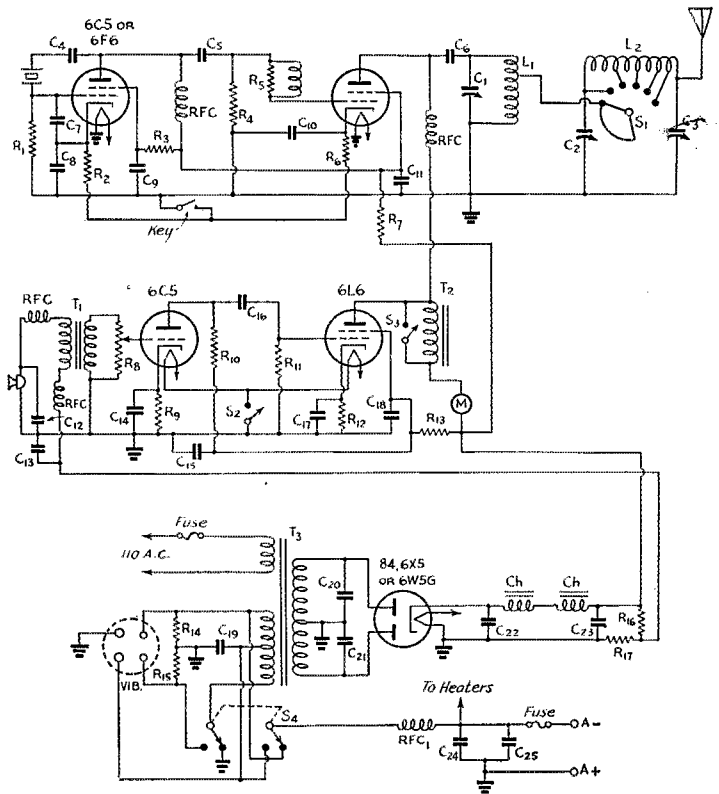 6C5 OR
6F6
C4
C5
C6
L1
L2
C7
C8
R1
R2
R3
C9
RFC
R4
R5
C10
R6
C11
RFC
C1
C2
S1
C3
Key
R7
RFC
T1
6C5
C16
6L6
S3
T2
R8
R10
R11
RFC
C12
C13
C14
R9
S2
C15
C17
R12
C18
R13
M
Fuse
110 A.C.
T3
84, 6X5
OR 6W5G
Ch
Ch
C20
C21
C22
C23
R16
R17
R14
C19
R15
VIB.
S4
To Heaters
RFC1
Fuse
C24
C25
A-
A+